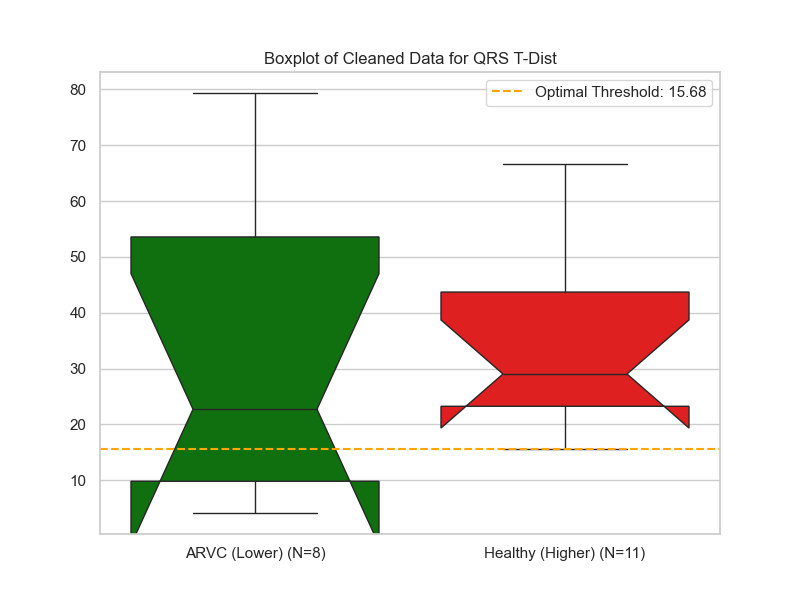 Boxplot of Cleaned Data for QRS T-Dist
Optimal Threshold: 15.68
80
70
60
50
40
30
20
10
ARVC (Lower) (N=8)
Healthy (Higher) (N=11)